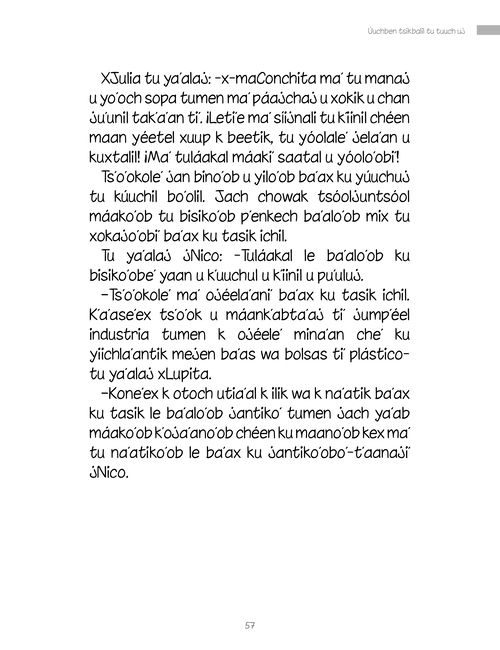 Úuchben tsikbalil tu tuuch uj
XJulia tu ya'alaj: -x-maConchita ma' tu manaj
u yo'och sopa tumen ma' páajchaj u xokik u chan
ju'unil tak'a'an ti'. ¡Leti'e ma' síijnali tu k'iinil chéen
maan yéetel xuup k beetik, tu yóolale' jela'an u
kuxtalil! ¡Ma' tuláakal máaki' saatal u yóolo'obi'!
Ts'o'okole' jan bino'ob u yilo'ob ba'ax ku yúuchuj
tu kúuchil bo'olil. Jach chowak tsóoljuntsóol
máako'ob tu bisiko'ob p'enkech ba'alo'ob mix tu
xokajo'obi' ba'ax ku tasik ichil.
Tu ya'alaj jNico: -Tuláakal le ba'alo'ob ku
bisiko'obe' yaan u k'uuchul u k'iinil u pu'uluj.
–Ts'o'okole' ma' ojéela'ani' ba'ax ku tasik ichil.
K'a'ase'ex ts'o'ok u máank'abta'aj ti' jump'éel
industria tumen k ojéele' mina'an che' ku
yiichla'antik mejen ba'as wa bolsas ti' plástico-
tu ya'alaj xLupita.
–Kone'ex k otoch utia'al k ilik wa k na'atik ba'ax
ku tasik le ba'alo'ob jantiko' tumen jach ya'ab
máako'ob k'oja'ano'ob chéen ku maano'ob kex ma'
tu na'atiko'ob le ba'ax ku jantiko'obo'-t'aanaji
jNico.
57